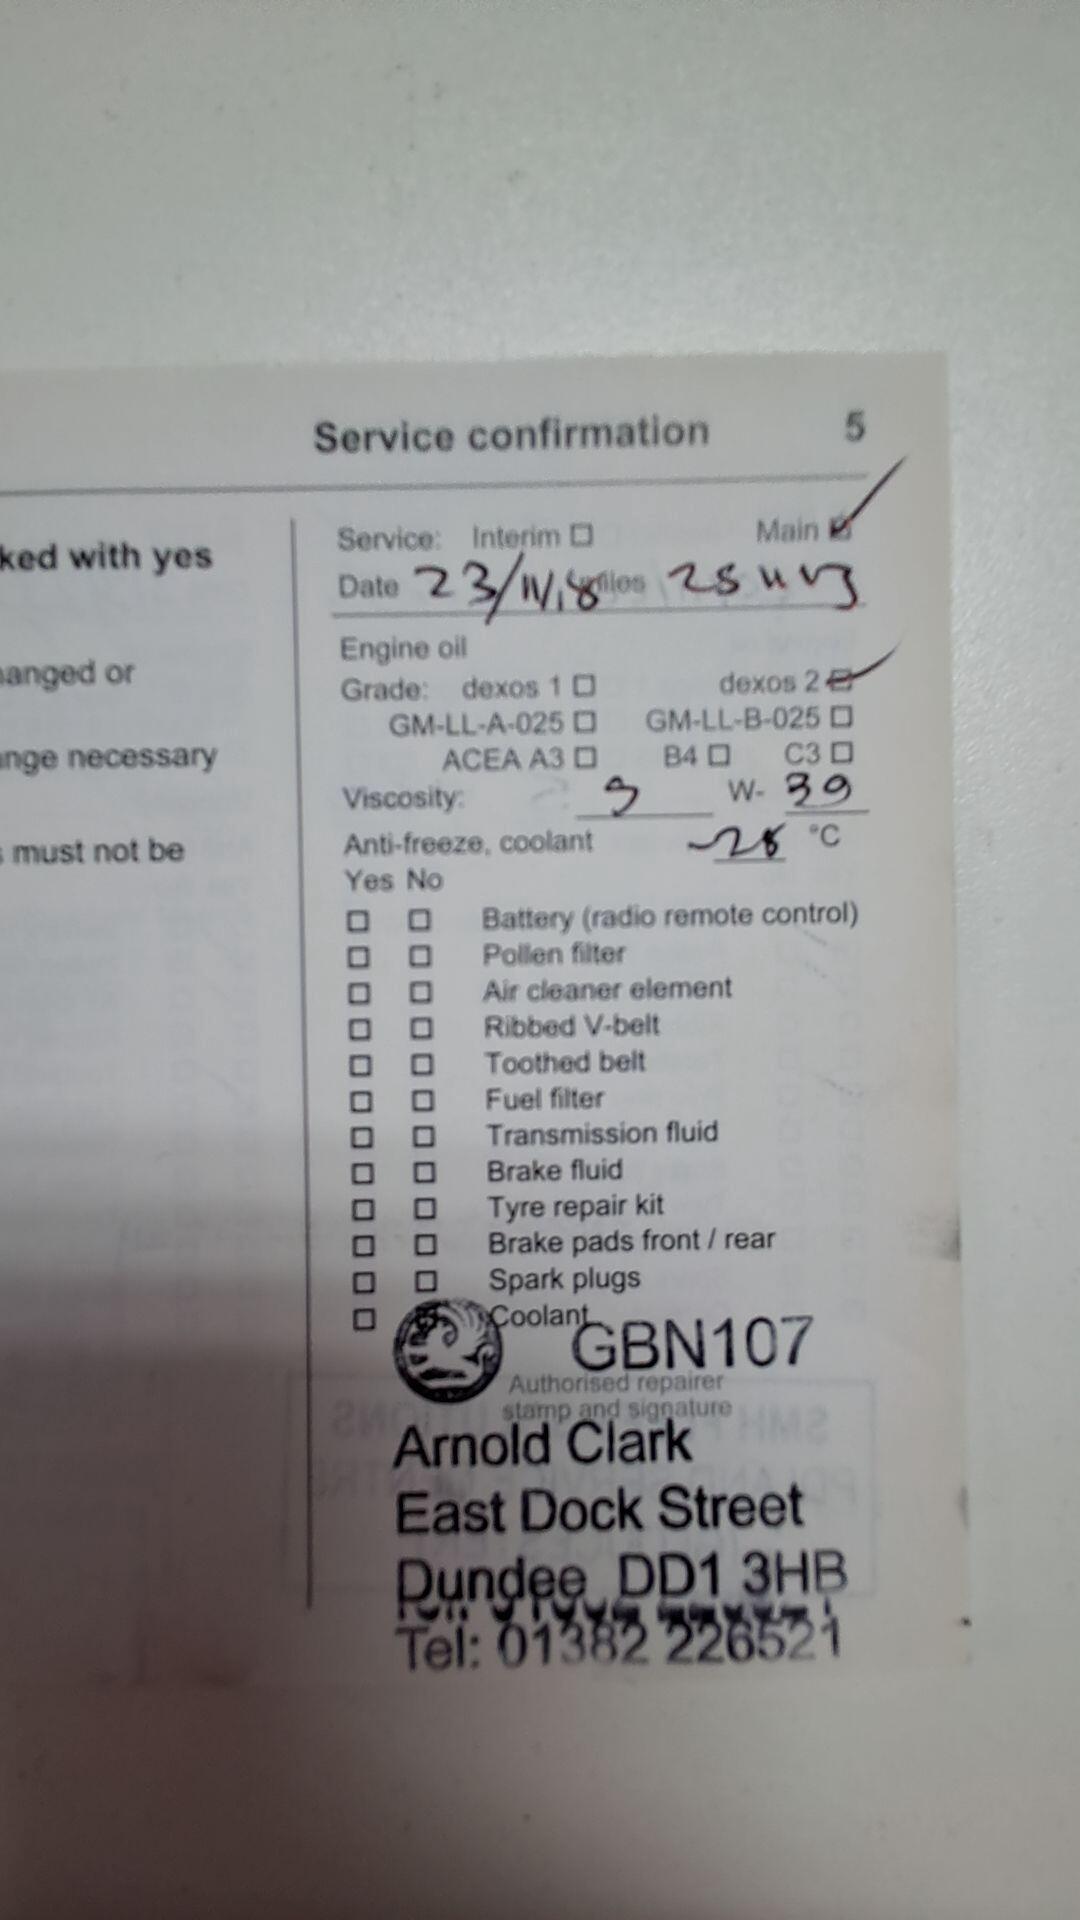 Service confirmation 5
ked with yes
anged or
nge necessary
s must not be
Service: Interim ☐ Main ☑
Date 23/11/18 miles
Engine oil
Grade: dexos 1 ☐ dexos 2 ☑
GM-LL-A-025 ☐ GM-LL-B-025 ☐
ACEA A3 ☐ B4 ☐ C3 ☐
Viscosity: W-
Anti-freeze, coolant °C
Yes No
☐ ☐ Battery (radio remote control)
☐ ☐ Pollen filter
☐ ☐ Air cleaner element
☐ ☐ Ribbed V-belt
☐ ☐ Toothed belt
☐ ☐ Fuel filter
☐ ☐ Transmission fluid
☐ ☐ Brake fluid
☐ ☐ Tyre repair kit
☐ ☐ Brake pads front / rear
☐ ☐ Spark plugs
☐ Coolant
GBN107
Authorised repairer
stamp and signature
Arnold Clark
East Dock Street
Dundee DD1 3HB
Tel: 01382 226521